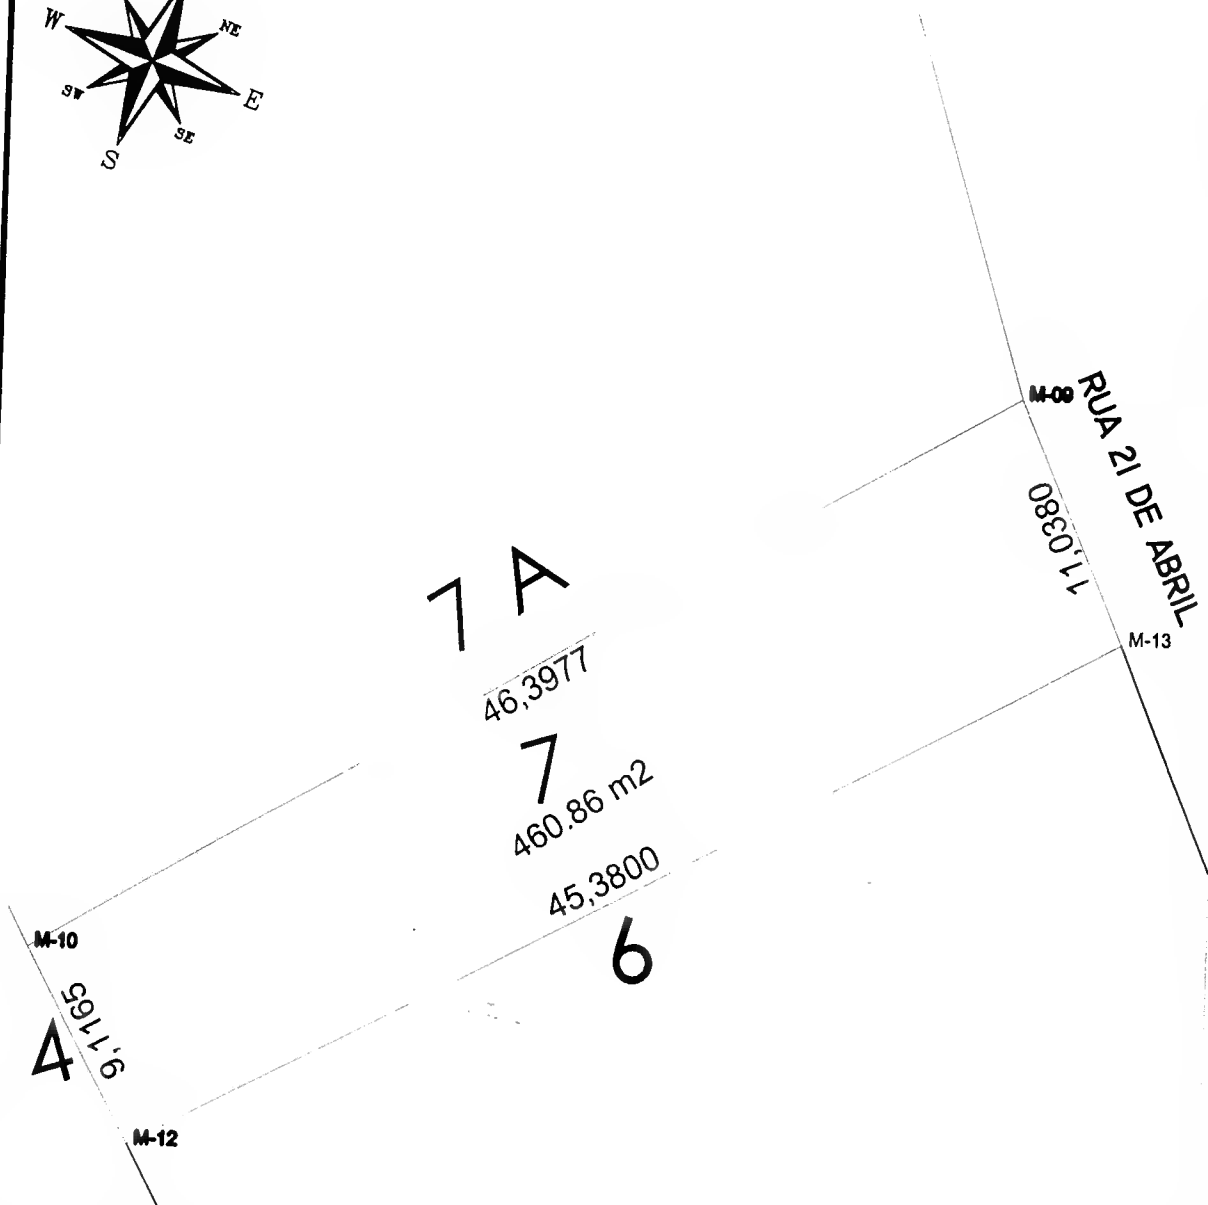 W
NE
SW
E
SE
S
M-09
RUA 21 DE ABRIL
11,0380
M-13
7 A
46,3977
7
460.86 m2
45,3800
6
M-10
9,1165
4
M-12